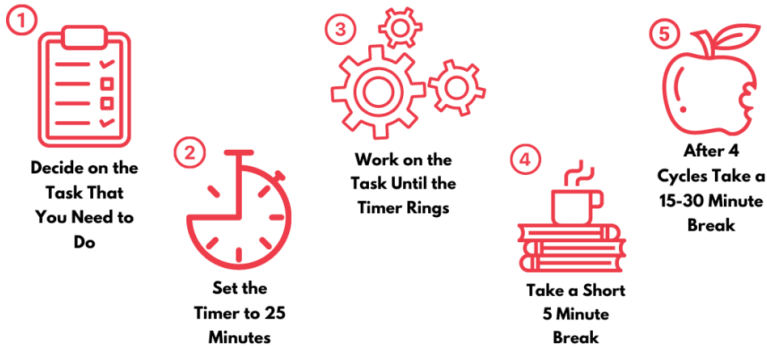 1
Decide on the
Task That
You Need to
Do
2
Set the
Timer to 25
Minutes
3
Work on the
Task Until the
Timer Rings
4
Take a Short
5 Minute
Break
5
After 4
Cycles Take a
15-30 Minute
Break